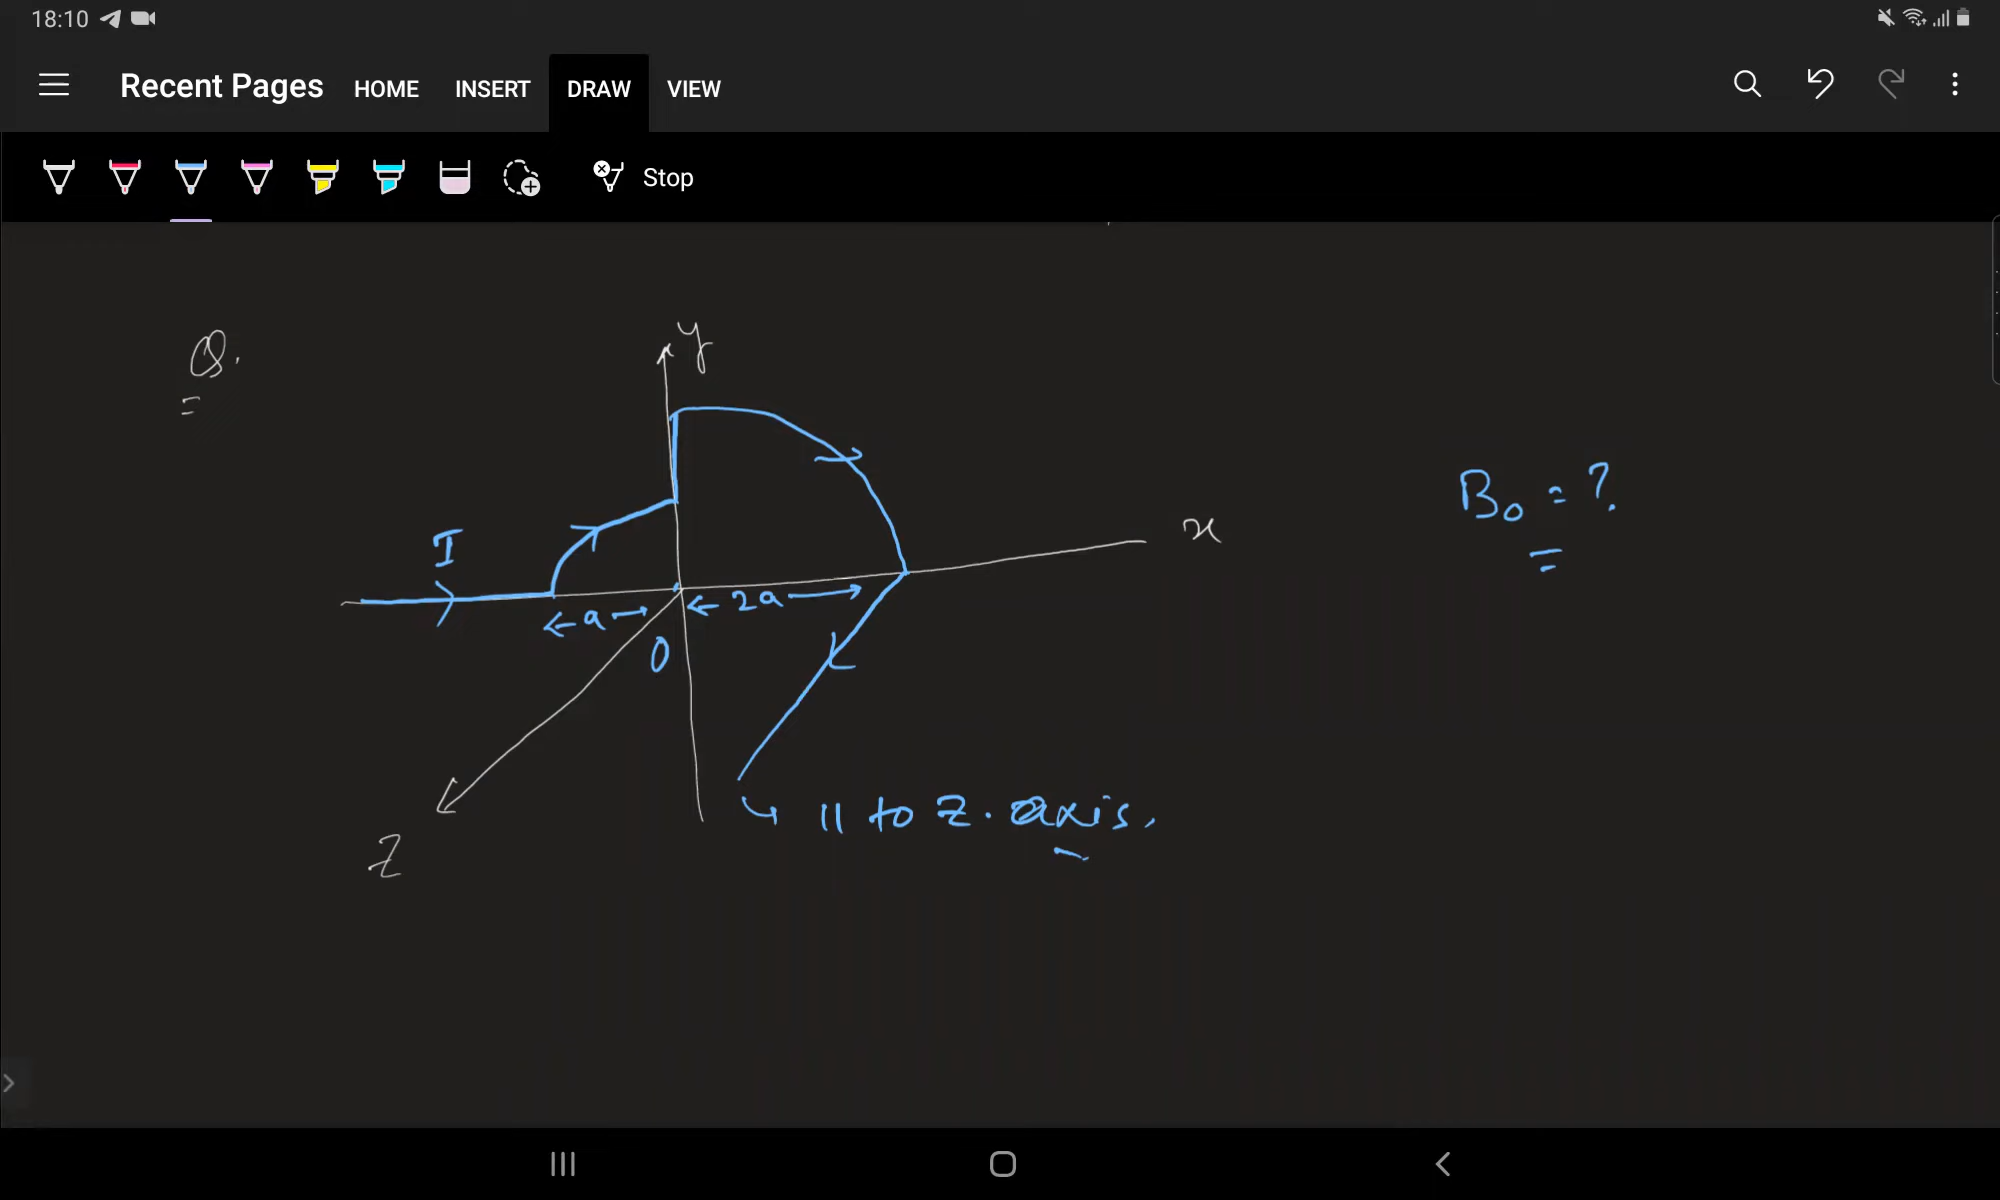 18:10
Recent Pages HOME INSERT DRAW VIEW
Stop
Q.
y
x
I
a
2a
O
B₀ = ?
|| to Z. axis.
Z